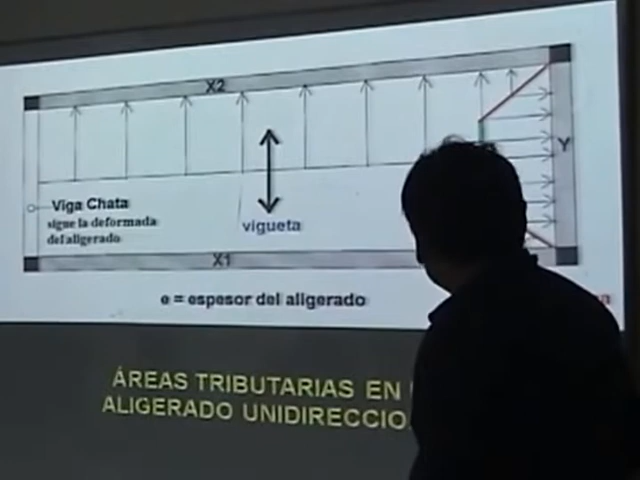 X2
Y
Viga Chata
sigue la deformada
del aligerado
vigueta
X1
e = espesor del aligerado
ÁREAS TRIBUTARIAS EN
ALIGERADO UNIDIRECCIO